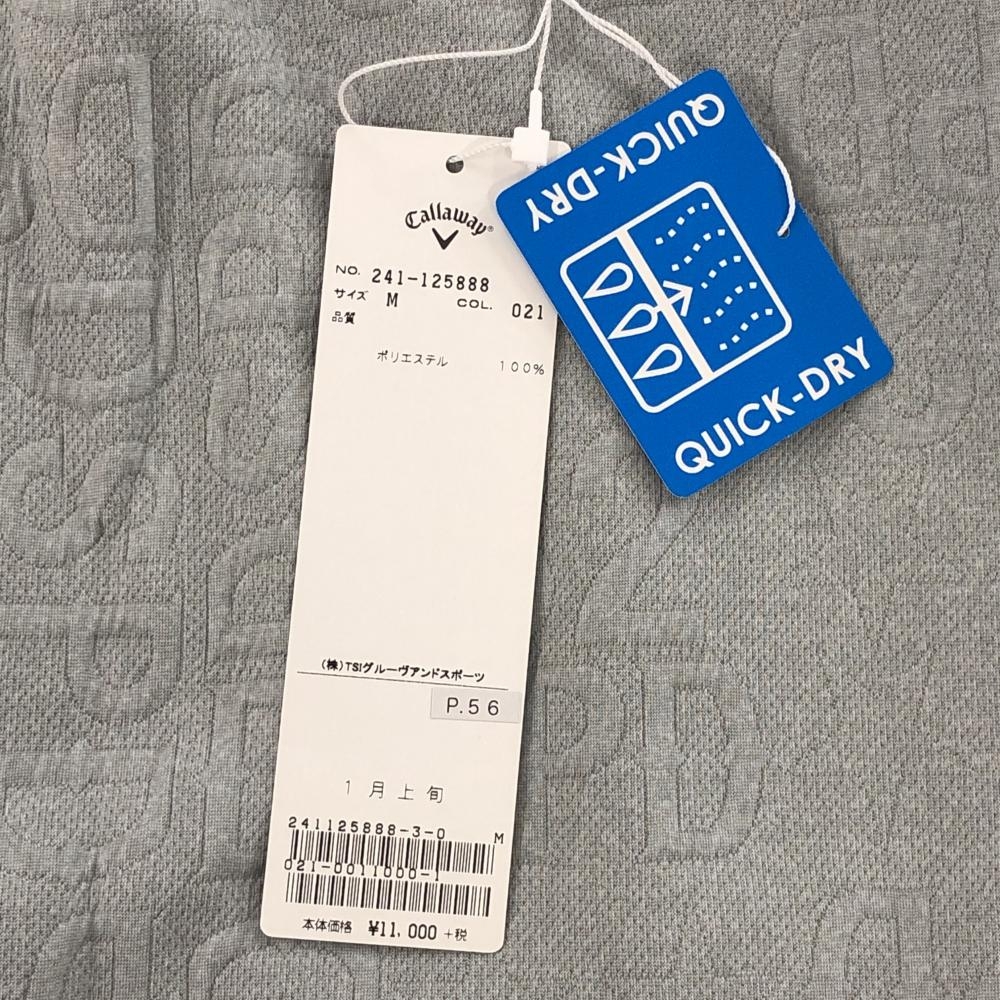 Callaway®
NO. 241-125888
サイズ M COL. 021
品質
ポリエステル 100%
(株)TSIグルーヴアンドスポーツ
P.56
1月上旬
241125888-3-0 M
021-0011000-1
本体価格 ¥11,000 +税
QUICK-DRY
QUICK-DRY